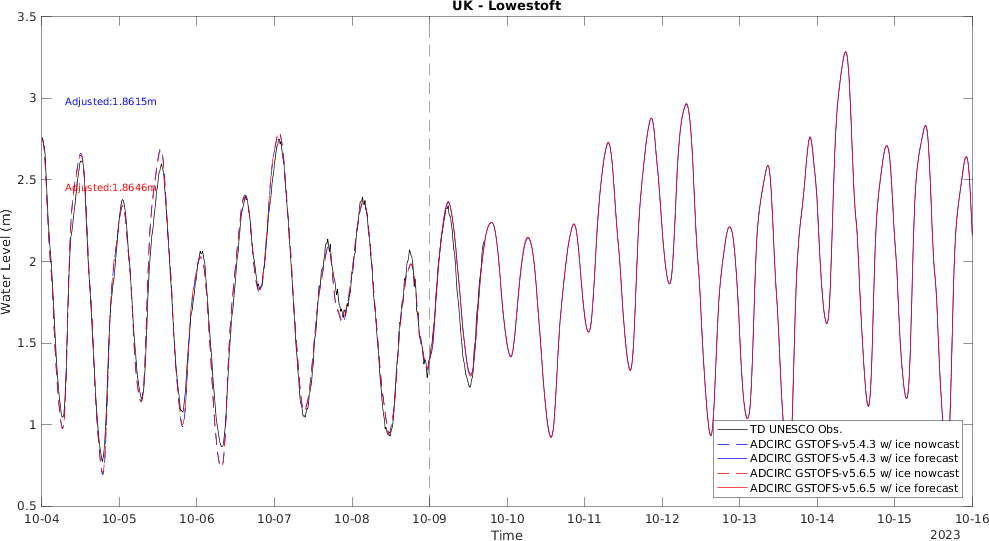 UK - Lowestoft
3.5
3
2.5
2
1.5
1
0.5
Water Level (m)
Adjusted:1.8615m
Adjusted:1.8646m
TD UNESCO Obs.
ADCIRC GSTOFS-v5.4.3 w/ ice nowcast
ADCIRC GSTOFS-v5.4.3 w/ ice forecast
ADCIRC GSTOFS-v5.6.5 w/ ice nowcast
ADCIRC GSTOFS-v5.6.5 w/ ice forecast
10-04 10-05 10-06 10-07 10-08 10-09 10-10 10-11 10-12 10-13 10-14 10-15 10-16
Time
2023